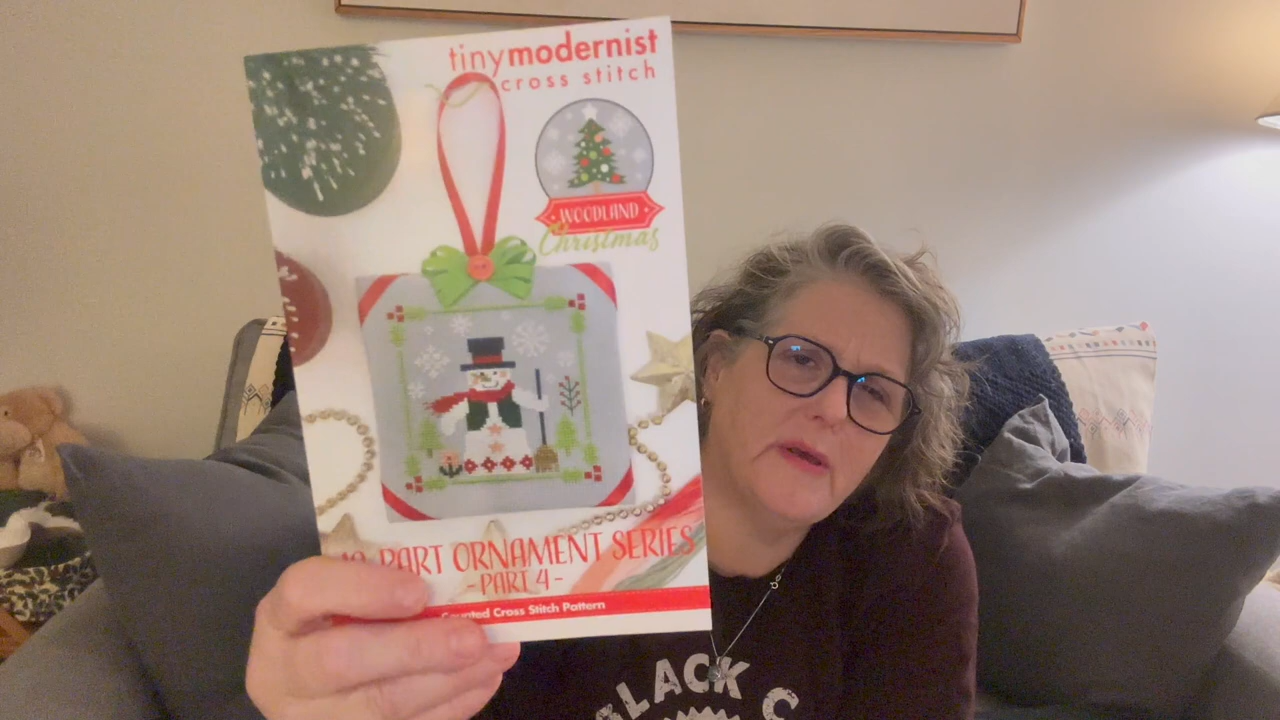 tinymodernist
cross stitch
WOODLAND
Christmas
PART ORNAMENT SERIES
- PART 4 -
Counted Cross Stitch Pattern
BLACK C